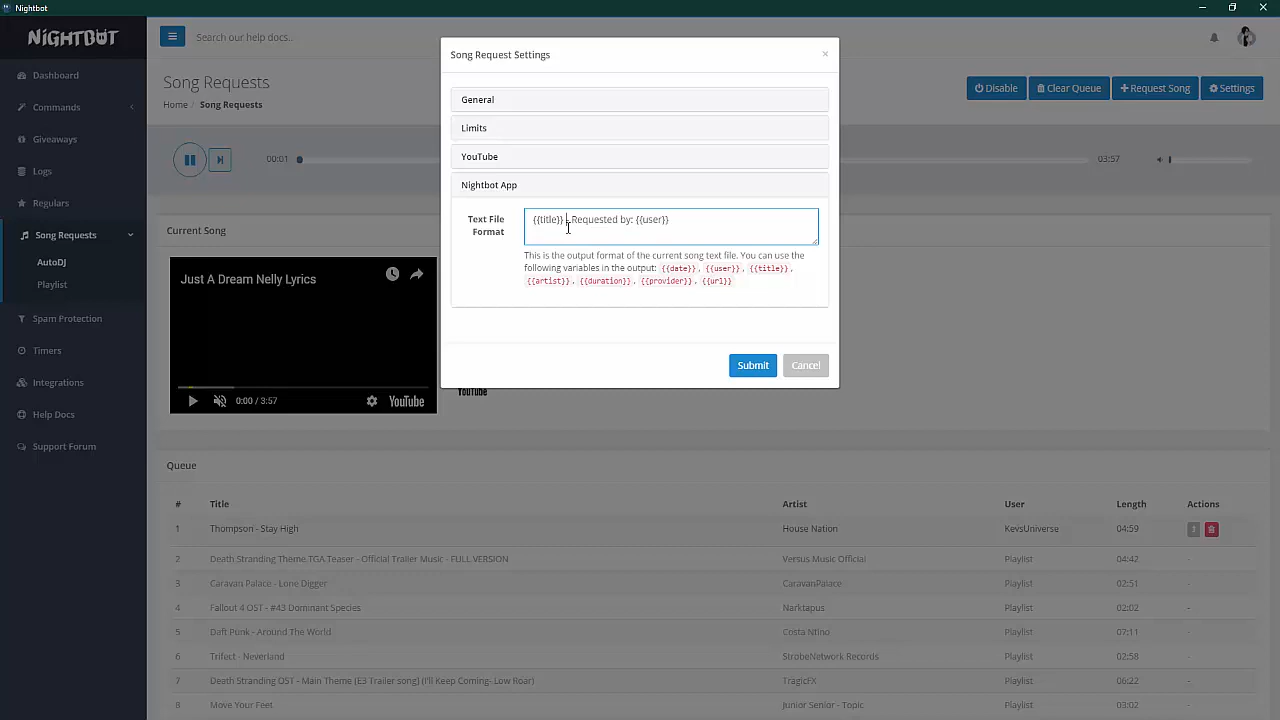 Nightbot
NiGHTBOT
Search our help docs..
Dashboard
Commands
Giveaways
Logs
Regulars
Song Requests
AutoDJ
Playlist
Spam Protection
Timers
Integrations
Help Docs
Support Forum
Song Requests
Home / Song Requests
Disable
Clear Queue
Request Song
Settings
00:01
03:57
Current Song
Just A Dream Nelly Lyrics
0:00 / 3:57
YouTube
YouTube
Song Request Settings
×
General
Limits
YouTube
Nightbot App
Text File
Format
{{title}} - Requested by: {{user}}
This is the output format of the current song text file. You can use the
following variables in the output: {{date}}, {{user}}, {{title}},
{{artist}}, {{duration}}, {{provider}}, {{url}}
Submit
Cancel
Queue
# Title Artist User Length Actions
1 Thompson - Stay High House Nation KevsUniverse 04:59
2 Death Stranding Theme TGA Teaser - Official Trailer Music - FULL VERSION Versus Music Official Playlist 04:42 -
3 Caravan Palace - Lone Digger CaravanPalace Playlist 02:51 -
4 Fallout 4 OST - #43 Dominant Species Narktapus Playlist 02:02 -
5 Daft Punk - Around The World Costa Ntino Playlist 07:11 -
6 Trifect - Neverland StrobeNetwork Records Playlist 02:58 -
7 Death Stranding OST - Main Theme (E3 Trailer song) (I'll Keep Coming- Low Roar) TragicFX Playlist 06:22 -
8 Move Your Feet Junior Senior - Topic Playlist 03:02 -